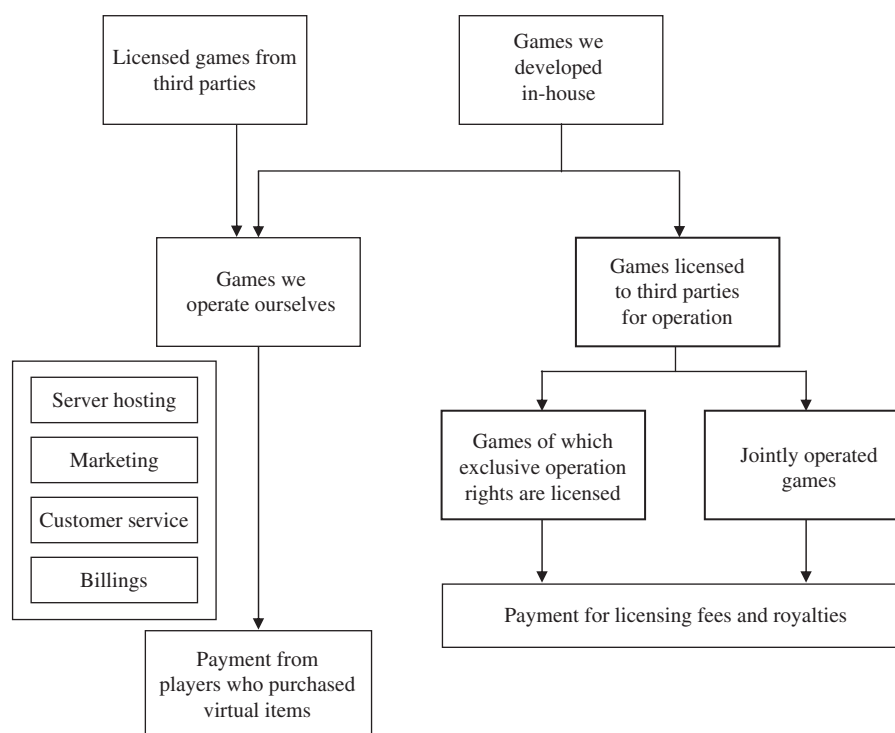 Licensed games from
third parties
Games we
developed
in-house
Games we
operate ourselves
Games licensed
to third parties
for operation
Server hosting
Marketing
Customer service
Billings
Games of which
exclusive operation
rights are licensed
Jointly operated
games
Payment for licensing fees and royalties
Payment from
players who purchased
virtual items